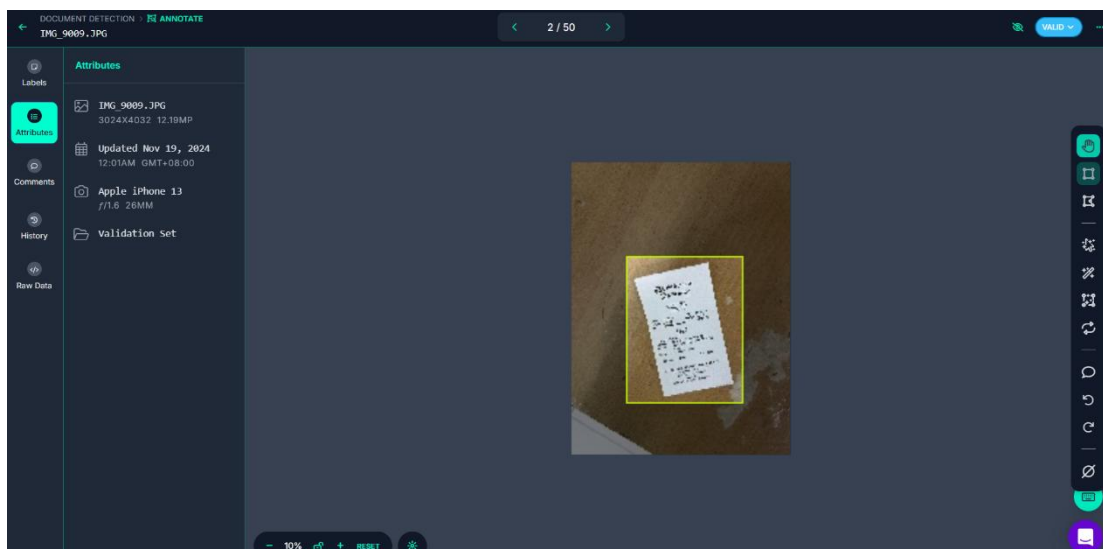 DOCUMENT DETECTION > ANNOTATE
IMG_9009.JPG
2 / 50
VALID
Labels
Attributes
Comments
History
Raw Data
Attributes
IMG_9009.JPG
3024X4032 12.19MP
Updated Nov 19, 2024
12:01AM GMT+08:00
Apple iPhone 13
ƒ/1.6 26MM
Validation Set
10%
RESET